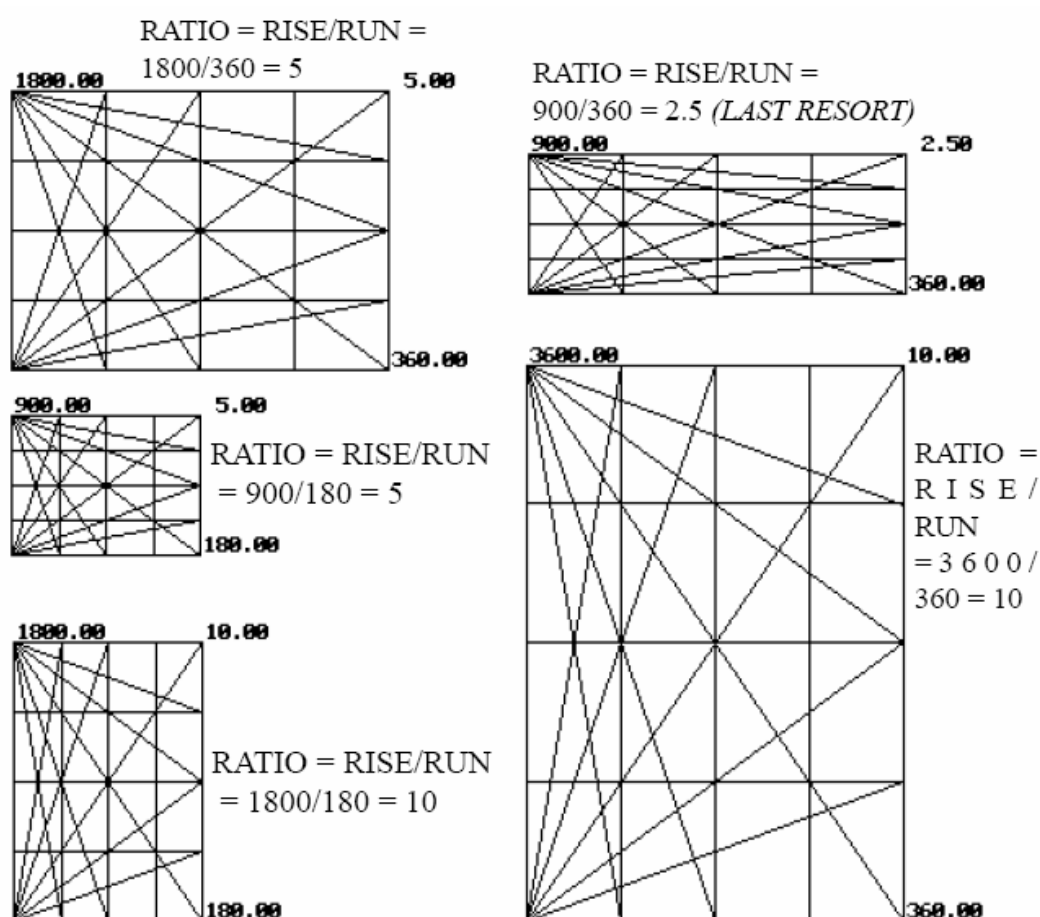 RATIO = RISE/RUN =
1800/360 = 5
1800.00 5.00
360.00
RATIO = RISE/RUN =
900/360 = 2.5 (LAST RESORT)
900.00 2.50
360.00
900.00 5.00
RATIO = RISE/RUN
= 900/180 = 5
180.00
3600.00 10.00
RATIO =
R I S E /
RUN
= 3 6 0 0 /
360 = 10
360.00
1800.00 10.00
RATIO = RISE/RUN
= 1800/180 = 10
180.00